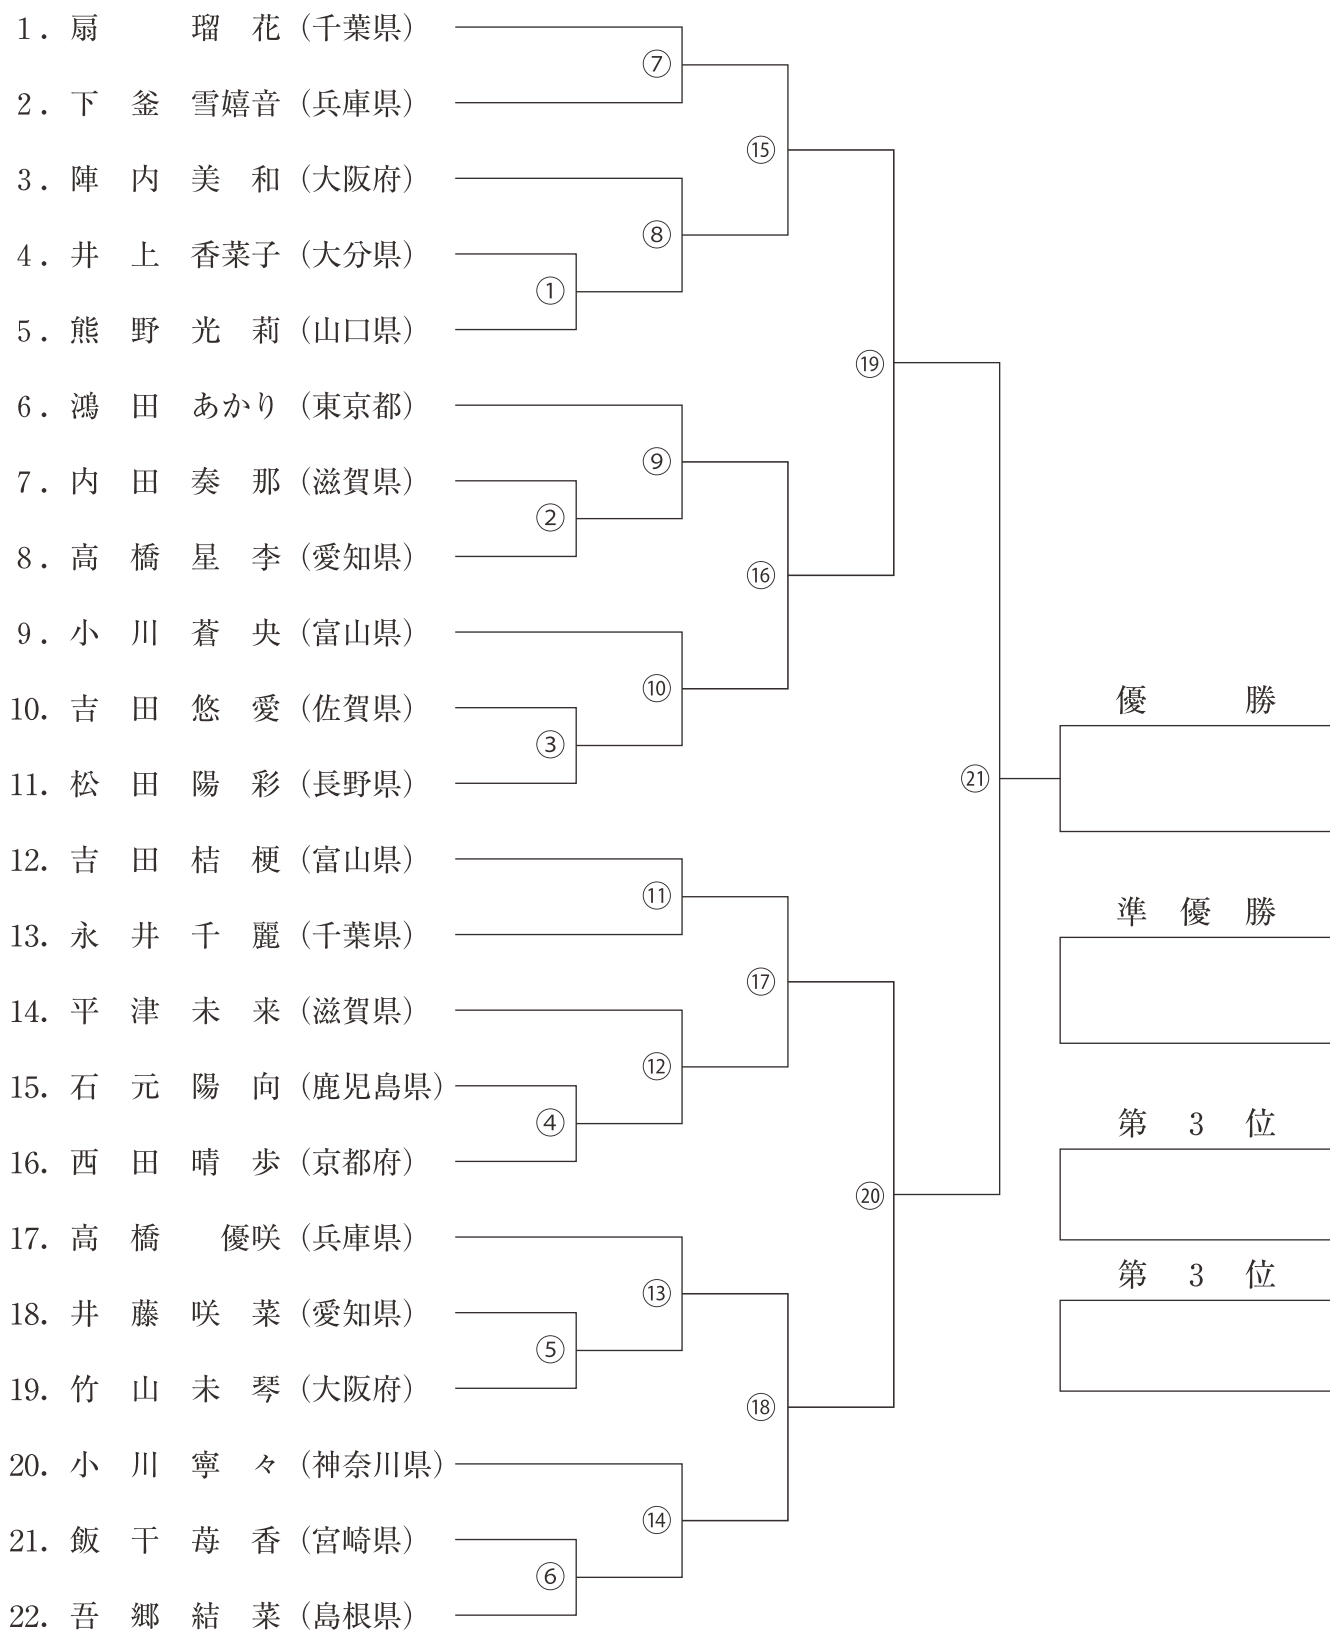 1. 扇 瑠花 (千葉県)
⑦
2. 下釜 雪嬉音 (兵庫県)
⑮
3. 陣内 美和 (大阪府)
⑧
4. 井上 香菜子 (大分県)
①
5. 熊野 光莉 (山口県)
⑲
6. 鴻田 あかり (東京都)
⑨
7. 内田 奏那 (滋賀県)
②
8. 高橋 星李 (愛知県)
⑯
9. 小川 蒼央 (富山県)
⑩
10. 吉田 悠愛 (佐賀県)
優勝
③
11. 松田 陽彩 (長野県)
㉑
12. 吉田 桔梗 (富山県)
⑪
準優勝
13. 永井 千麗 (千葉県)
⑰
14. 平津 未来 (滋賀県)
⑫
15. 石元 陽向 (鹿児島県)
第3位
④
16. 西田 晴歩 (京都府)
⑳
17. 高橋 優咲 (兵庫県)
第3位
⑬
18. 井藤 咲菜 (愛知県)
⑤
19. 竹山 未琴 (大阪府)
⑱
20. 小川 寧々 (神奈川県)
⑭
21. 飯干 苺香 (宮崎県)
⑥
22. 吾郷 結菜 (島根県)